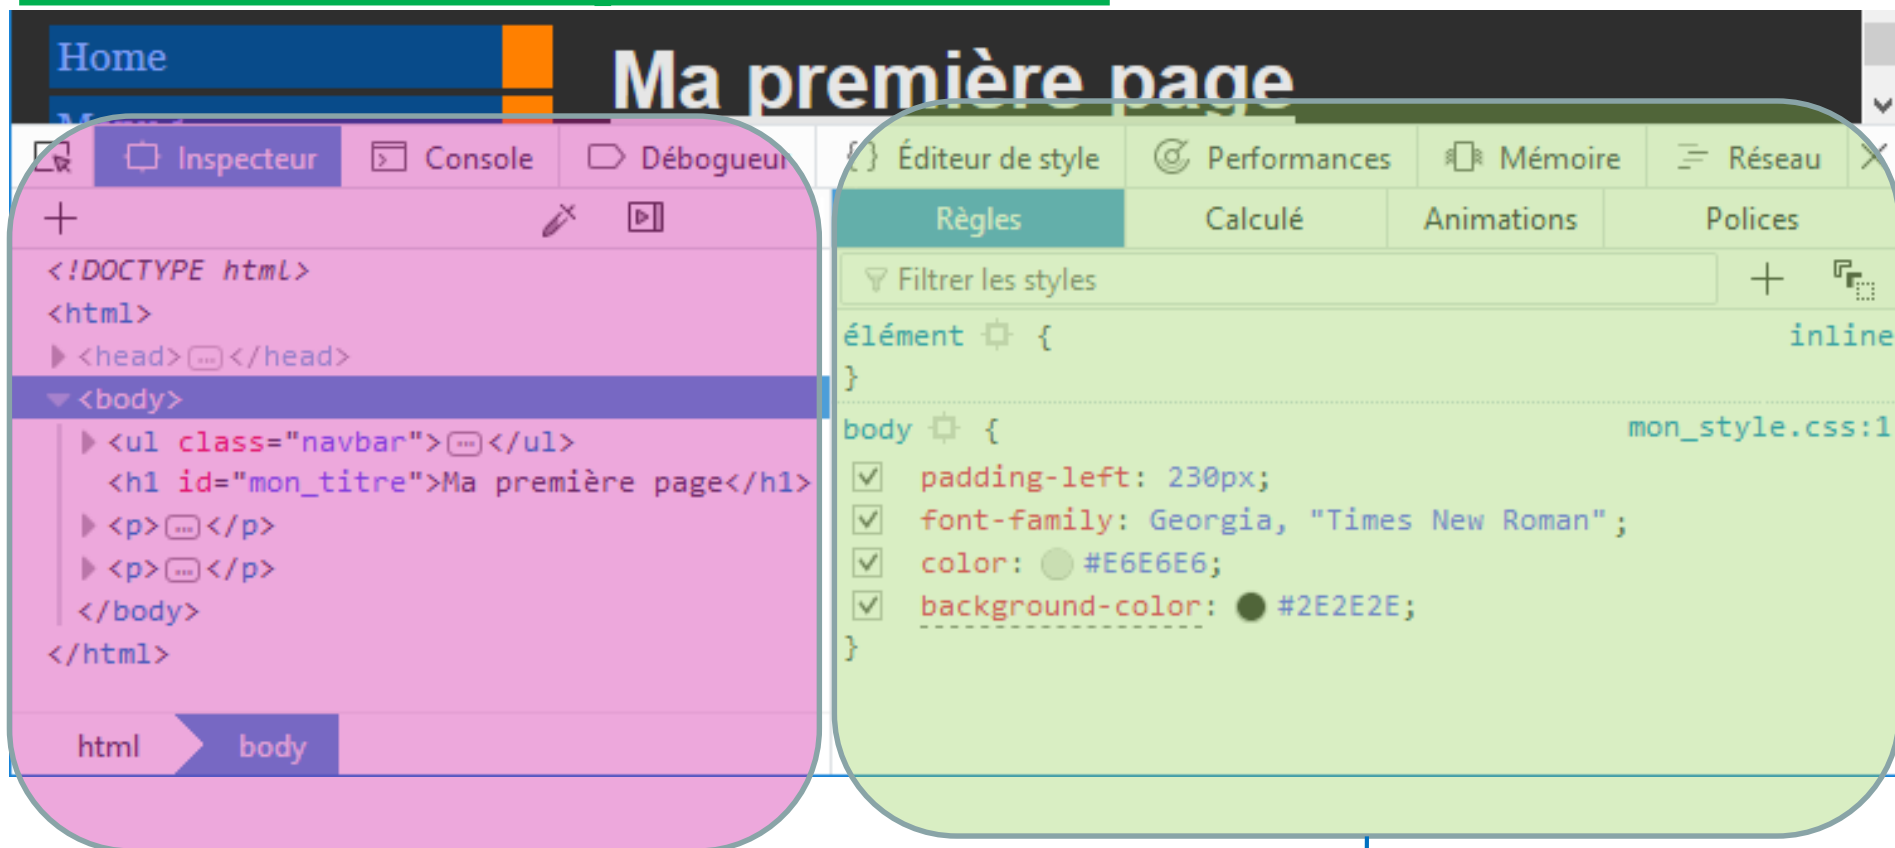 Home
Ma première page
Inspecteur Console Débogueur Éditeur de style Performances Mémoire Réseau
Règles Calculé Animations Polices
Filtrer les styles
<!DOCTYPE html>
<html>
<head>…</head>
<body>
<ul class="navbar">…</ul>
<h1 id="mon_titre">Ma première page</h1>
<p>…</p>
<p>…</p>
</body>
</html>
html body
élément { inline
}
body { mon_style.css:1
padding-left: 230px;
font-family: Georgia, "Times New Roman";
color: #E6E6E6;
background-color: #2E2E2E;
}